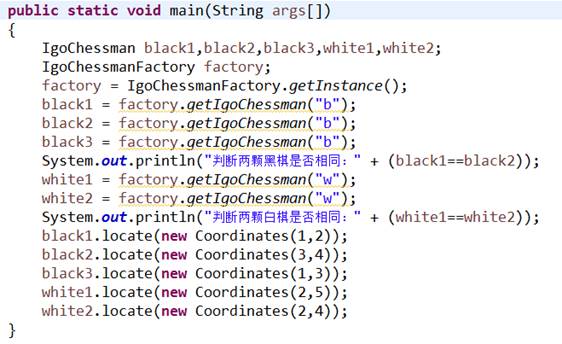 public static void main(String args[])
{
    IgoChessman black1,black2,black3,white1,white2;
    IgoChessmanFactory factory;
    factory = IgoChessmanFactory.getInstance();
    black1 = factory.getIgoChessman("b");
    black2 = factory.getIgoChessman("b");
    black3 = factory.getIgoChessman("b");
    System.out.println("判断两颗黑棋是否相同：" + (black1==black2));
    white1 = factory.getIgoChessman("w");
    white2 = factory.getIgoChessman("w");
    System.out.println("判断两颗白棋是否相同：" + (white1==white2));
    black1.locate(new Coordinates(1,2));
    black2.locate(new Coordinates(3,4));
    black3.locate(new Coordinates(1,3));
    white1.locate(new Coordinates(2,5));
    white2.locate(new Coordinates(2,4));
}